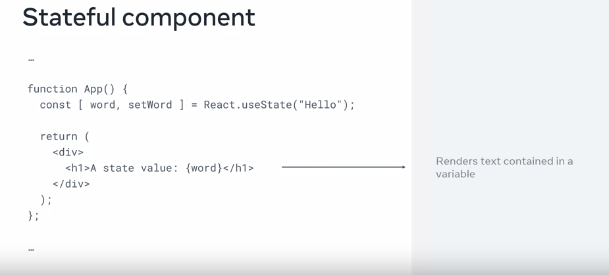 Stateful component
…
function App() {
const [ word, setWord ] = React.useState("Hello");
return (
<div>
<h1>A state value: {word}</h1>
Renders text contained in a
variable
</div>
);
};
…